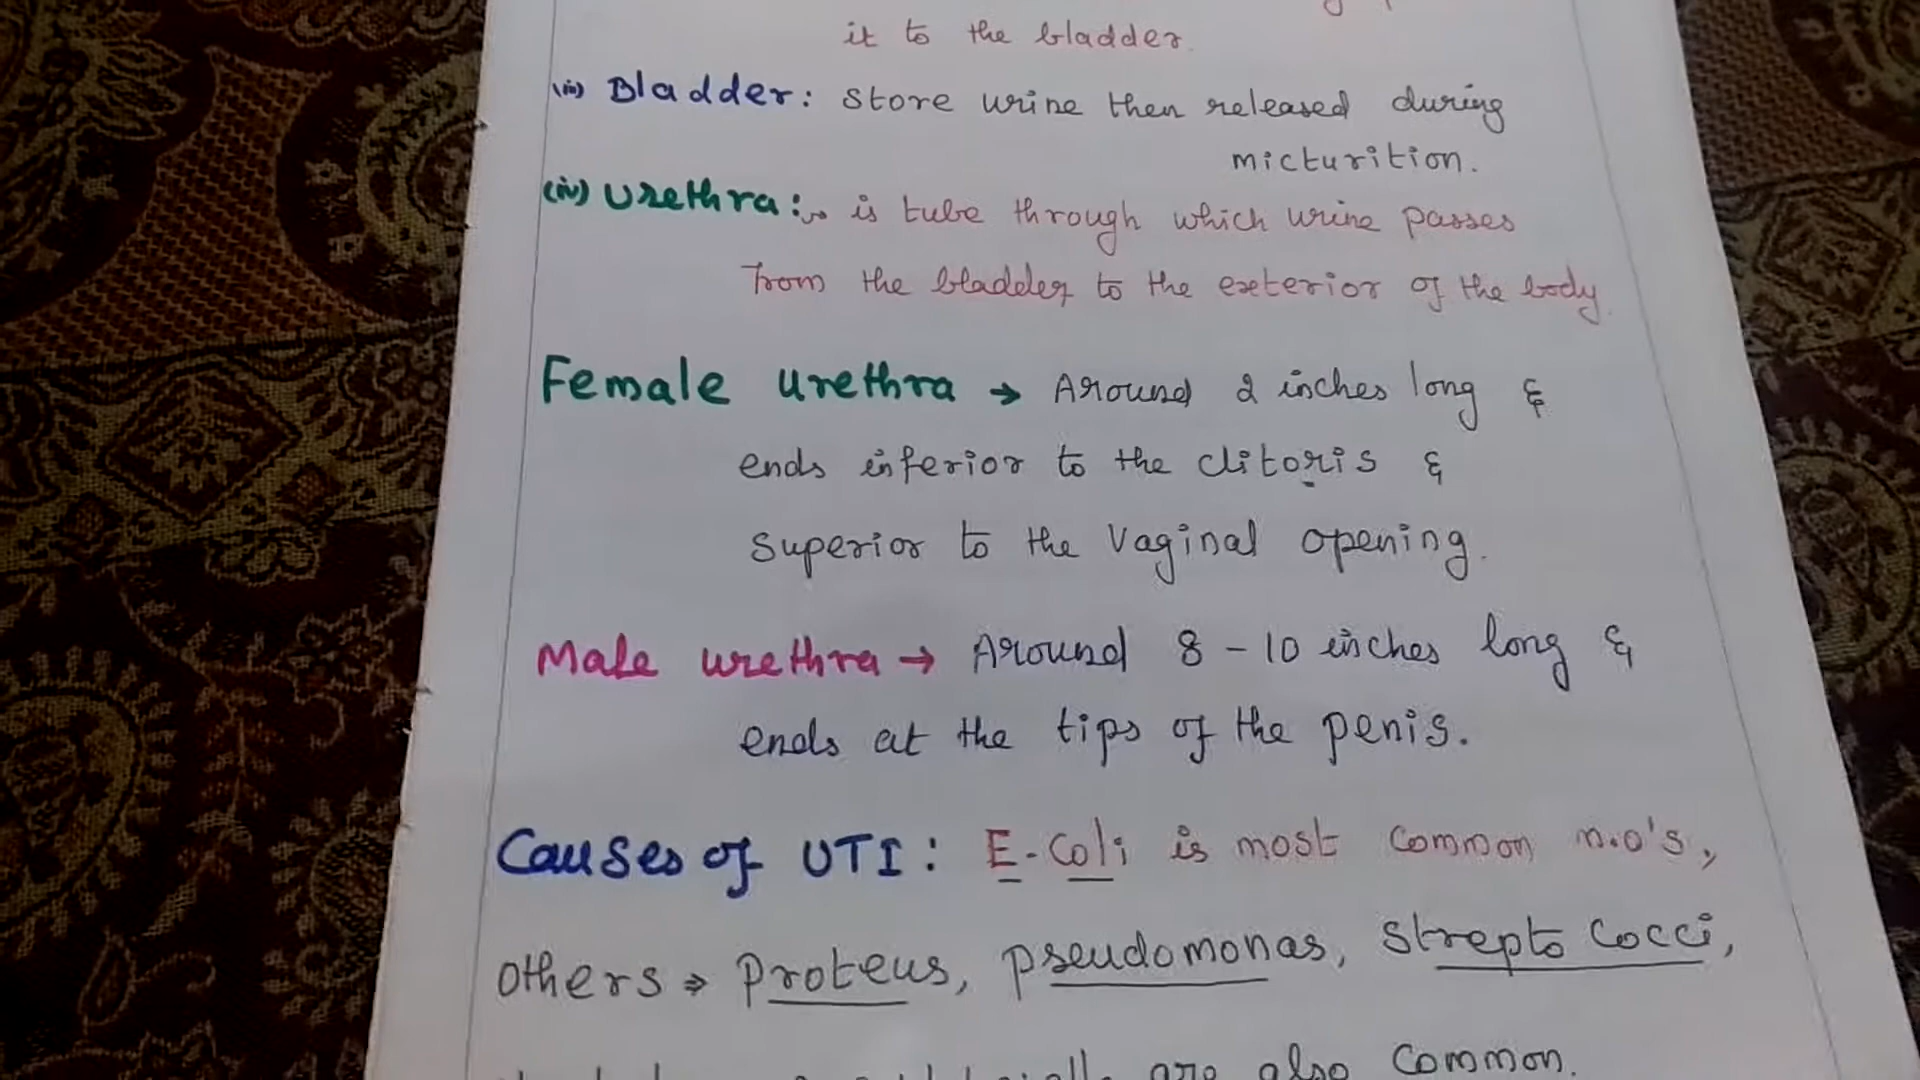 it to the bladder.
(iii) Bladder: store urine then released during
micturition.
(iv) Urethra: is tube through which urine passes
from the bladder to the exterior of the body.
Female urethra → Around 2 inches long &
ends inferior to the clitoris &
superior to the vaginal opening.
Male urethra → Around 8 - 10 inches long &
ends at the tips of the penis.
Causes of UTI: E-Coli is most common m.o's,
others → Proteus, pseudomonas, strepto cocci,
are also common.